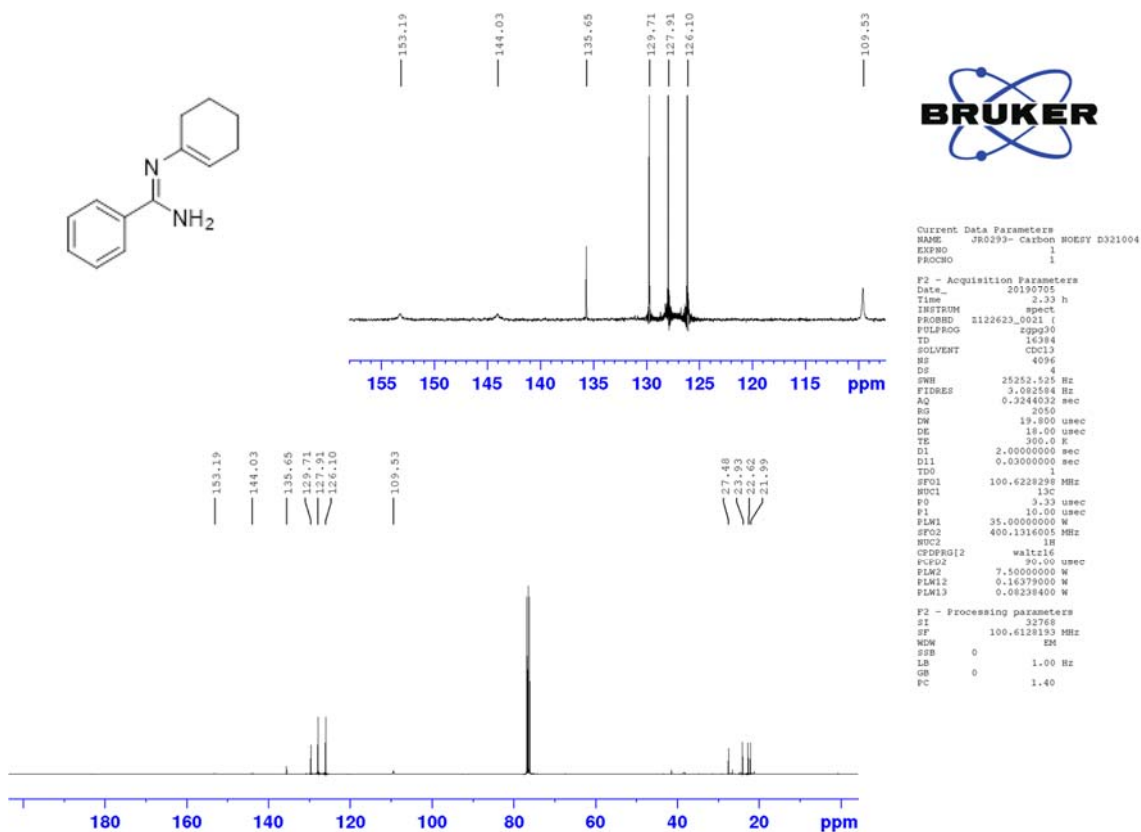 153.19
144.03
135.65
129.71
127.91
126.10
109.53
N
NH2
155 150 145 140 135 130 125 120 115 ppm
BRUKER
153.19
144.03
135.65
129.71
127.91
126.10
109.53
27.48
23.93
22.62
21.99
180 160 140 120 100 80 60 40 20 ppm
Current Data Parameters
NAME JR0293- Carbon NOESY D321004
EXPNO 1
PROCNO 1
F2 - Acquisition Parameters
Date_ 20190705
Time 2.33 h
INSTRUM spect
PROBHD Z122623_0021 (
PULPROG zgpg30
TD 16384
SOLVENT CDCl3
NS 4096
DS 4
SWH 25252.525 Hz
FIDRES 3.082584 Hz
AQ 0.3244032 sec
RG 2050
DW 19.800 usec
DE 18.00 usec
TE 300.0 K
D1 2.00000000 sec
D11 0.03000000 sec
TD0 1
SFO1 100.6228298 MHz
NUC1 13C
P0 3.33 usec
P1 10.00 usec
PLW1 35.00000000 W
SFO2 400.1316005 MHz
NUC2 1H
CPDPRG[2 waltz16
PCPD2 90.00 usec
PLW2 7.50000000 W
PLW12 0.16379000 W
PLW13 0.08238400 W
F2 - Processing parameters
SI 32768
SF 100.6128193 MHz
WDW EM
SSB 0
LB 1.00 Hz
GB 0
PC 1.40